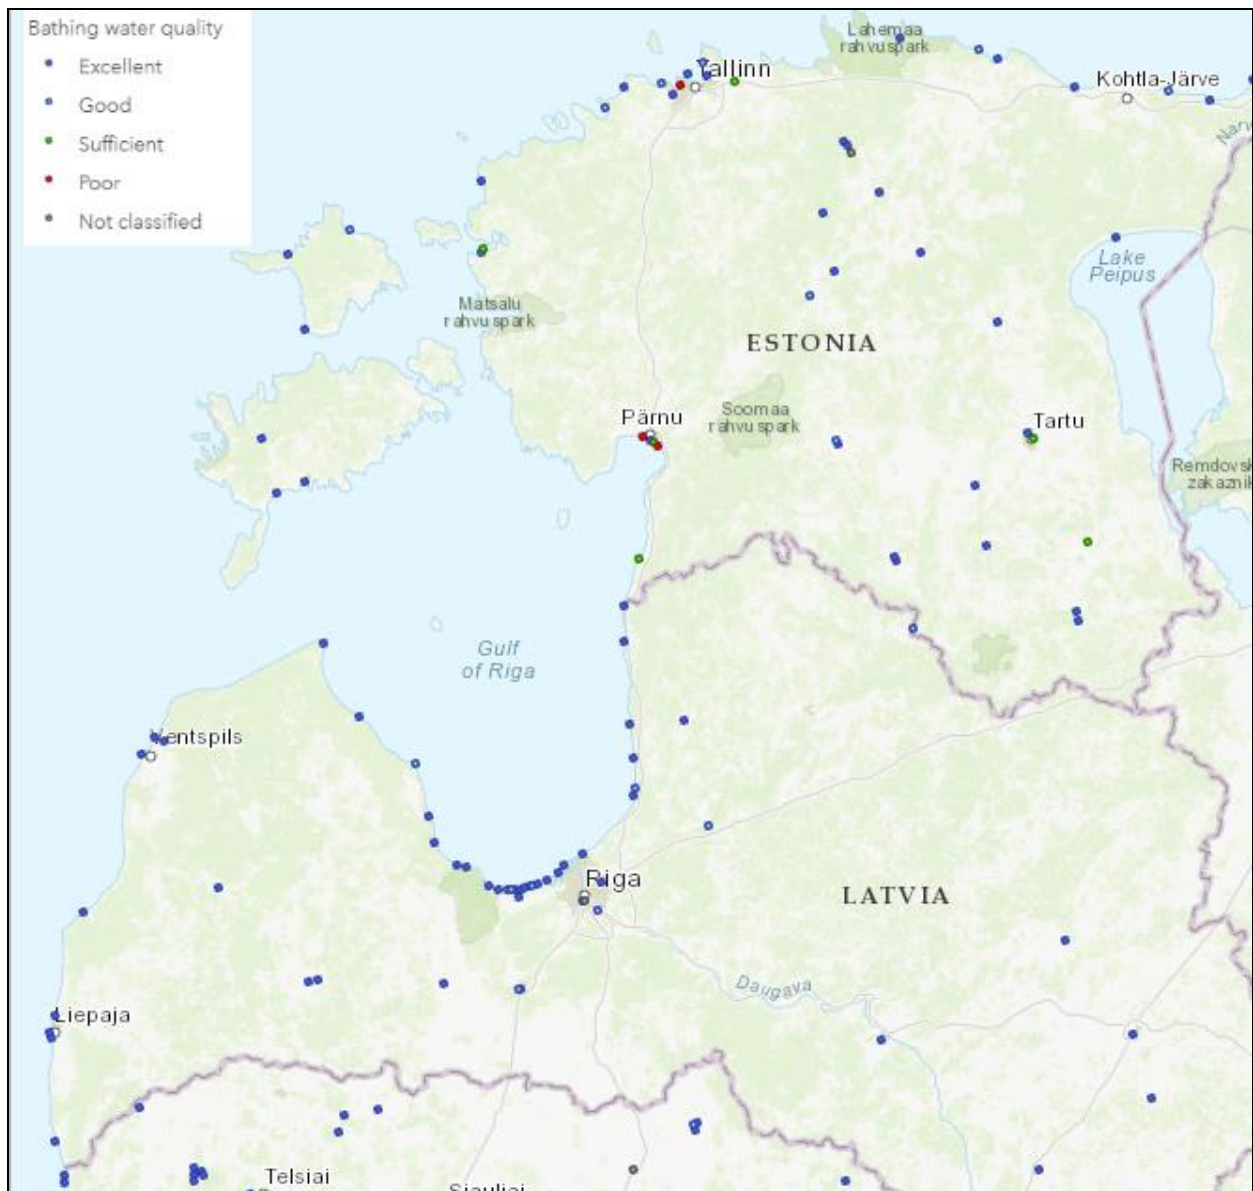 Bathing water quality
Excellent
Good
Sufficient
Poor
Not classified
Lahemaa
rahvuspark
Tallinn
Kohtla-Järve
Lake
Peipus
Matsalu
rahvuspark
ESTONIA
Pärnu
Soomaa
rahvuspark
Tartu
Gulf
of Riga
Ventspils
Riga
LATVIA
Daugava
Liepaja
Telsiai
Siauliai